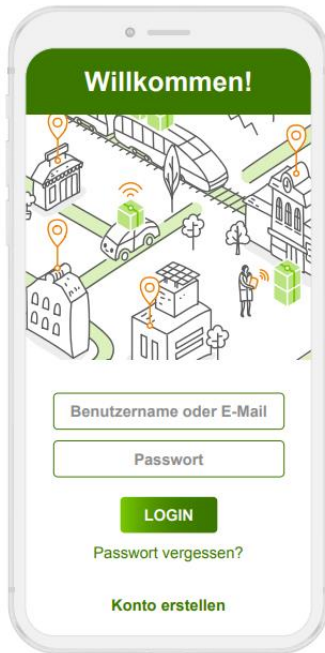 Willkommen!
Benutzername oder E-Mail
Passwort
LOGIN
Passwort vergessen?
Konto erstellen